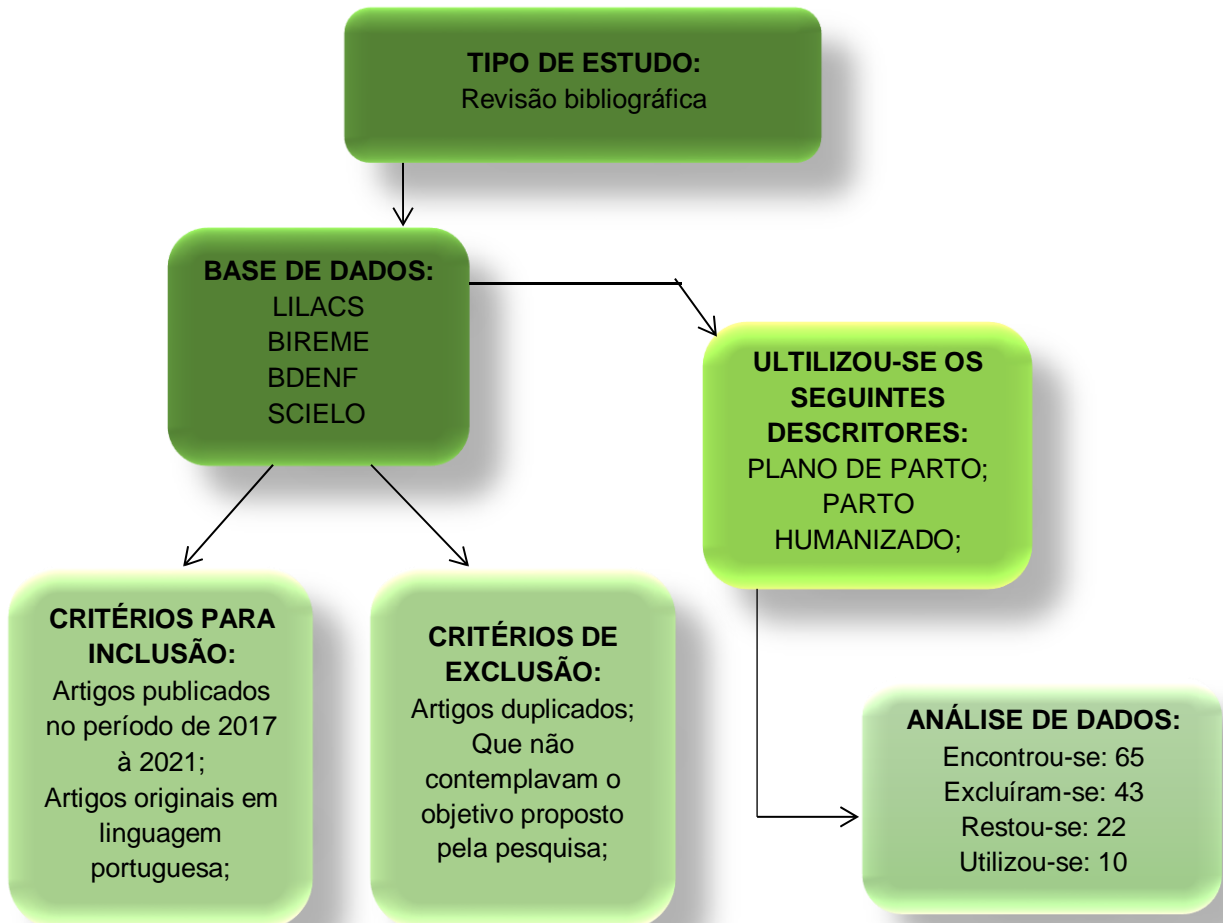 TIPO DE ESTUDO:
Revisão bibliográfica
BASE DE DADOS:
LILACS
BIREME
BDENF
SCIELO
ULTILIZOU-SE OS
SEGUINTES
DESCRITORES:
PLANO DE PARTO;
PARTO
HUMANIZADO;
CRITÉRIOS PARA
INCLUSÃO:
Artigos publicados
no período de 2017
à 2021;
Artigos originais em
linguagem
portuguesa;
CRITÉRIOS DE
EXCLUSÃO:
Artigos duplicados;
Que não
contemplavam o
objetivo proposto
pela pesquisa;
ANÁLISE DE DADOS:
Encontrou-se: 65
Excluíram-se: 43
Restou-se: 22
Utilizou-se: 10